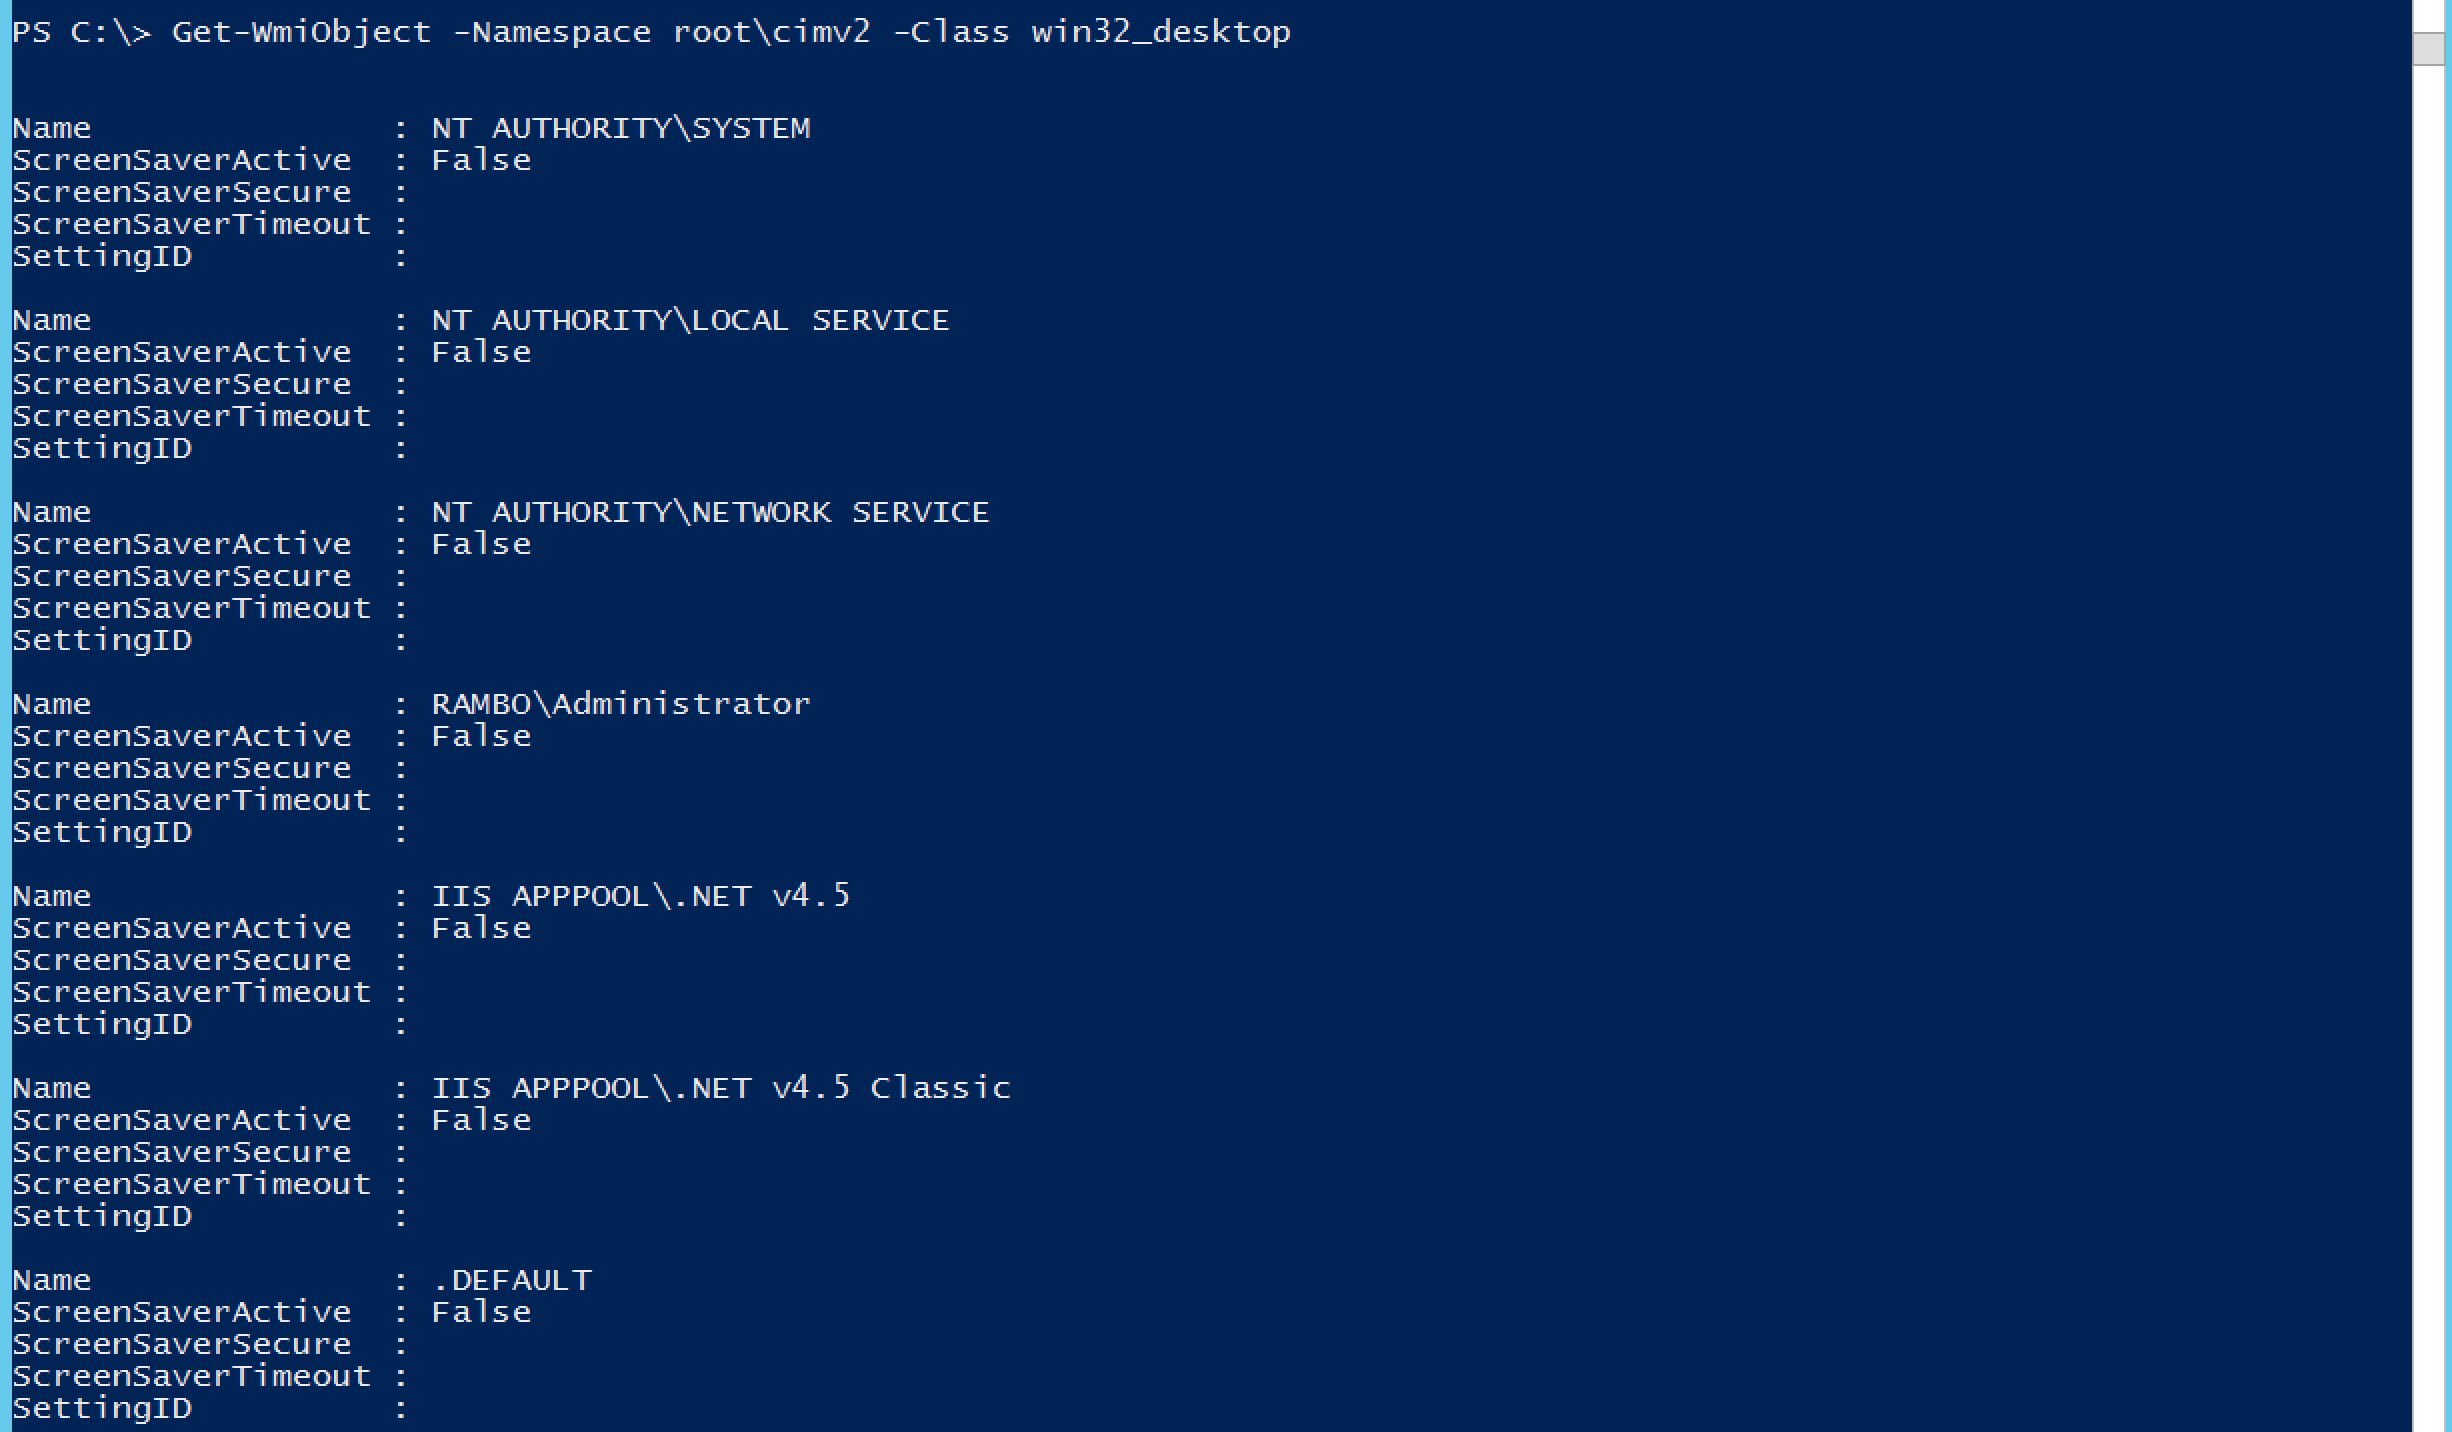 PS C:\> Get-WmiObject -Namespace root\cimv2 -Class win32_desktop

Name                : NT AUTHORITY\SYSTEM
ScreenSaverActive   : False
ScreenSaverSecure   :
ScreenSaverTimeout  :
SettingID           :

Name                : NT AUTHORITY\LOCAL SERVICE
ScreenSaverActive   : False
ScreenSaverSecure   :
ScreenSaverTimeout  :
SettingID           :

Name                : NT AUTHORITY\NETWORK SERVICE
ScreenSaverActive   : False
ScreenSaverSecure   :
ScreenSaverTimeout  :
SettingID           :

Name                : RAMBO\Administrator
ScreenSaverActive   : False
ScreenSaverSecure   :
ScreenSaverTimeout  :
SettingID           :

Name                : IIS APPPOOL\.NET v4.5
ScreenSaverActive   : False
ScreenSaverSecure   :
ScreenSaverTimeout  :
SettingID           :

Name                : IIS APPPOOL\.NET v4.5 Classic
ScreenSaverActive   : False
ScreenSaverSecure   :
ScreenSaverTimeout  :
SettingID           :

Name                : .DEFAULT
ScreenSaverActive   : False
ScreenSaverSecure   :
ScreenSaverTimeout  :
SettingID           :